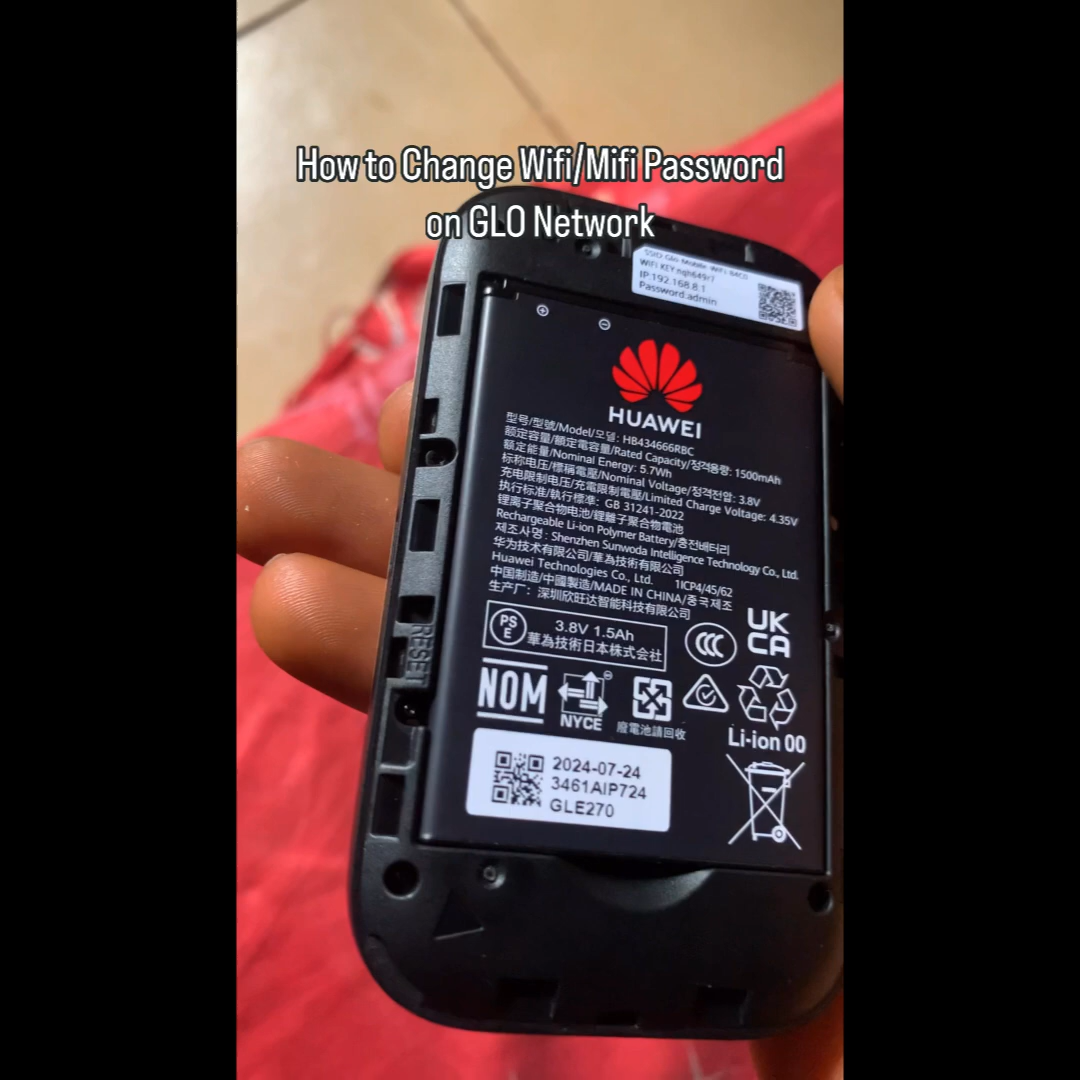 How to Change Wifi/Mifi Password
on GLO Network
SSID Glo Mobile-WiFi-84C0
WIFI KEY nqh649r7
IP:192.168.8.1
Password:admin
HUAWEI
型号/型號/Model/모델: HB434666RBC
额定容量/額定電容量/Rated Capacity/정격용량: 1500mAh
额定能量/Nominal Energy: 5.7Wh
标称电压/標稱電壓/Nominal Voltage/정격전압: 3.8V
充电限制电压/充電限制電壓/Limited Charge Voltage: 4.35V
执行标准/執行標準: GB 31241-2022
锂离子聚合物电池/鋰離子聚合物電池
Rechargeable Li-ion Polymer Battery/충전배터리
제조사명: Shenzhen Sunwoda Intelligence Technology Co., Ltd.
华为技术有限公司/華為技術有限公司
Huawei Technologies Co., Ltd. 1ICP4/45/62
中国制造/中國製造/MADE IN CHINA/중국제조
生产厂: 深圳欣旺达智能科技有限公司
PS
E
3.8V 1.5Ah
華為技術日本株式会社
CCC
UK
CA
NOM
NYCE
廢電池請回收
Li-ion 00
RESET
2024-07-24
3461AIP724
GLE270